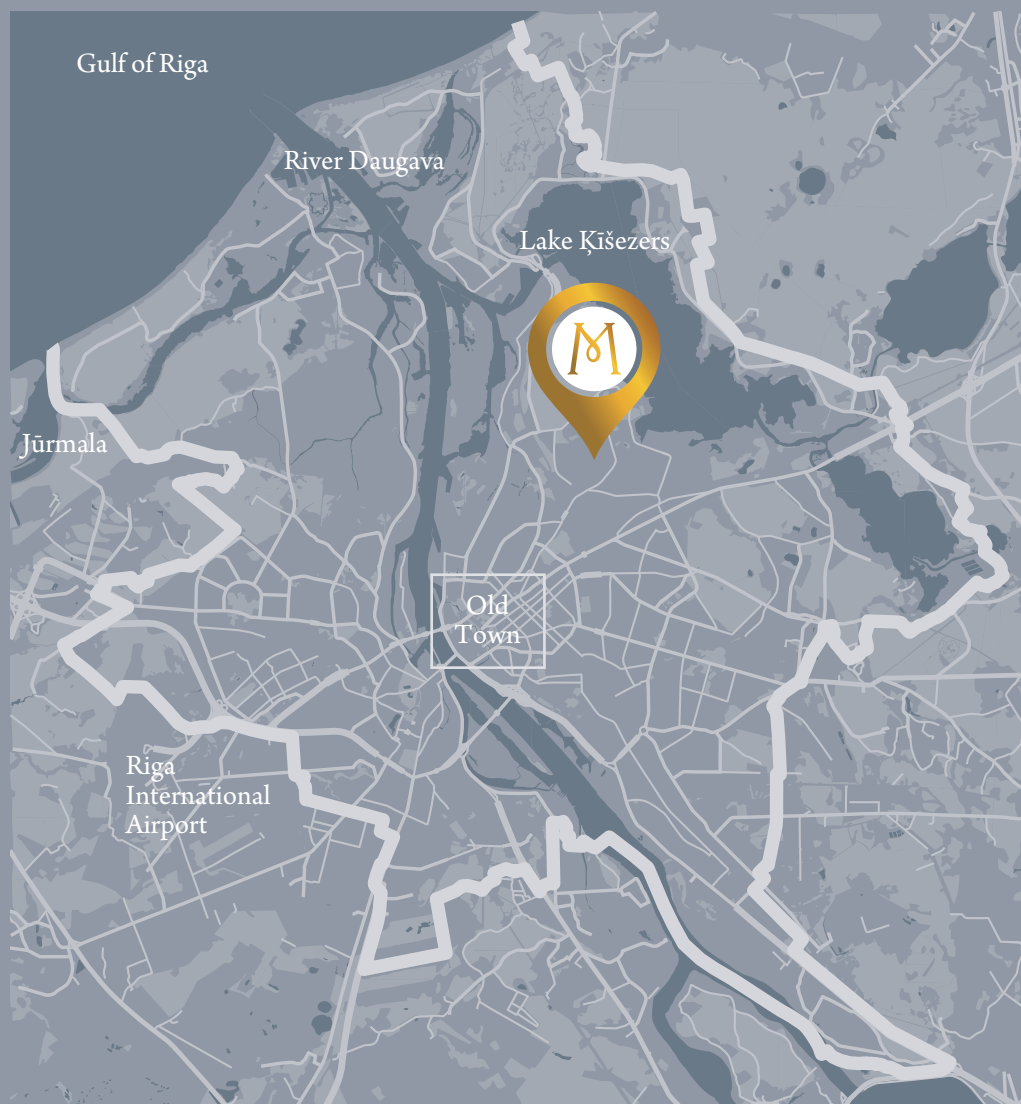 Gulf of Riga
River Daugava
Lake Ķīšezers
M
Jūrmala
Old
Town
Riga
International
Airport